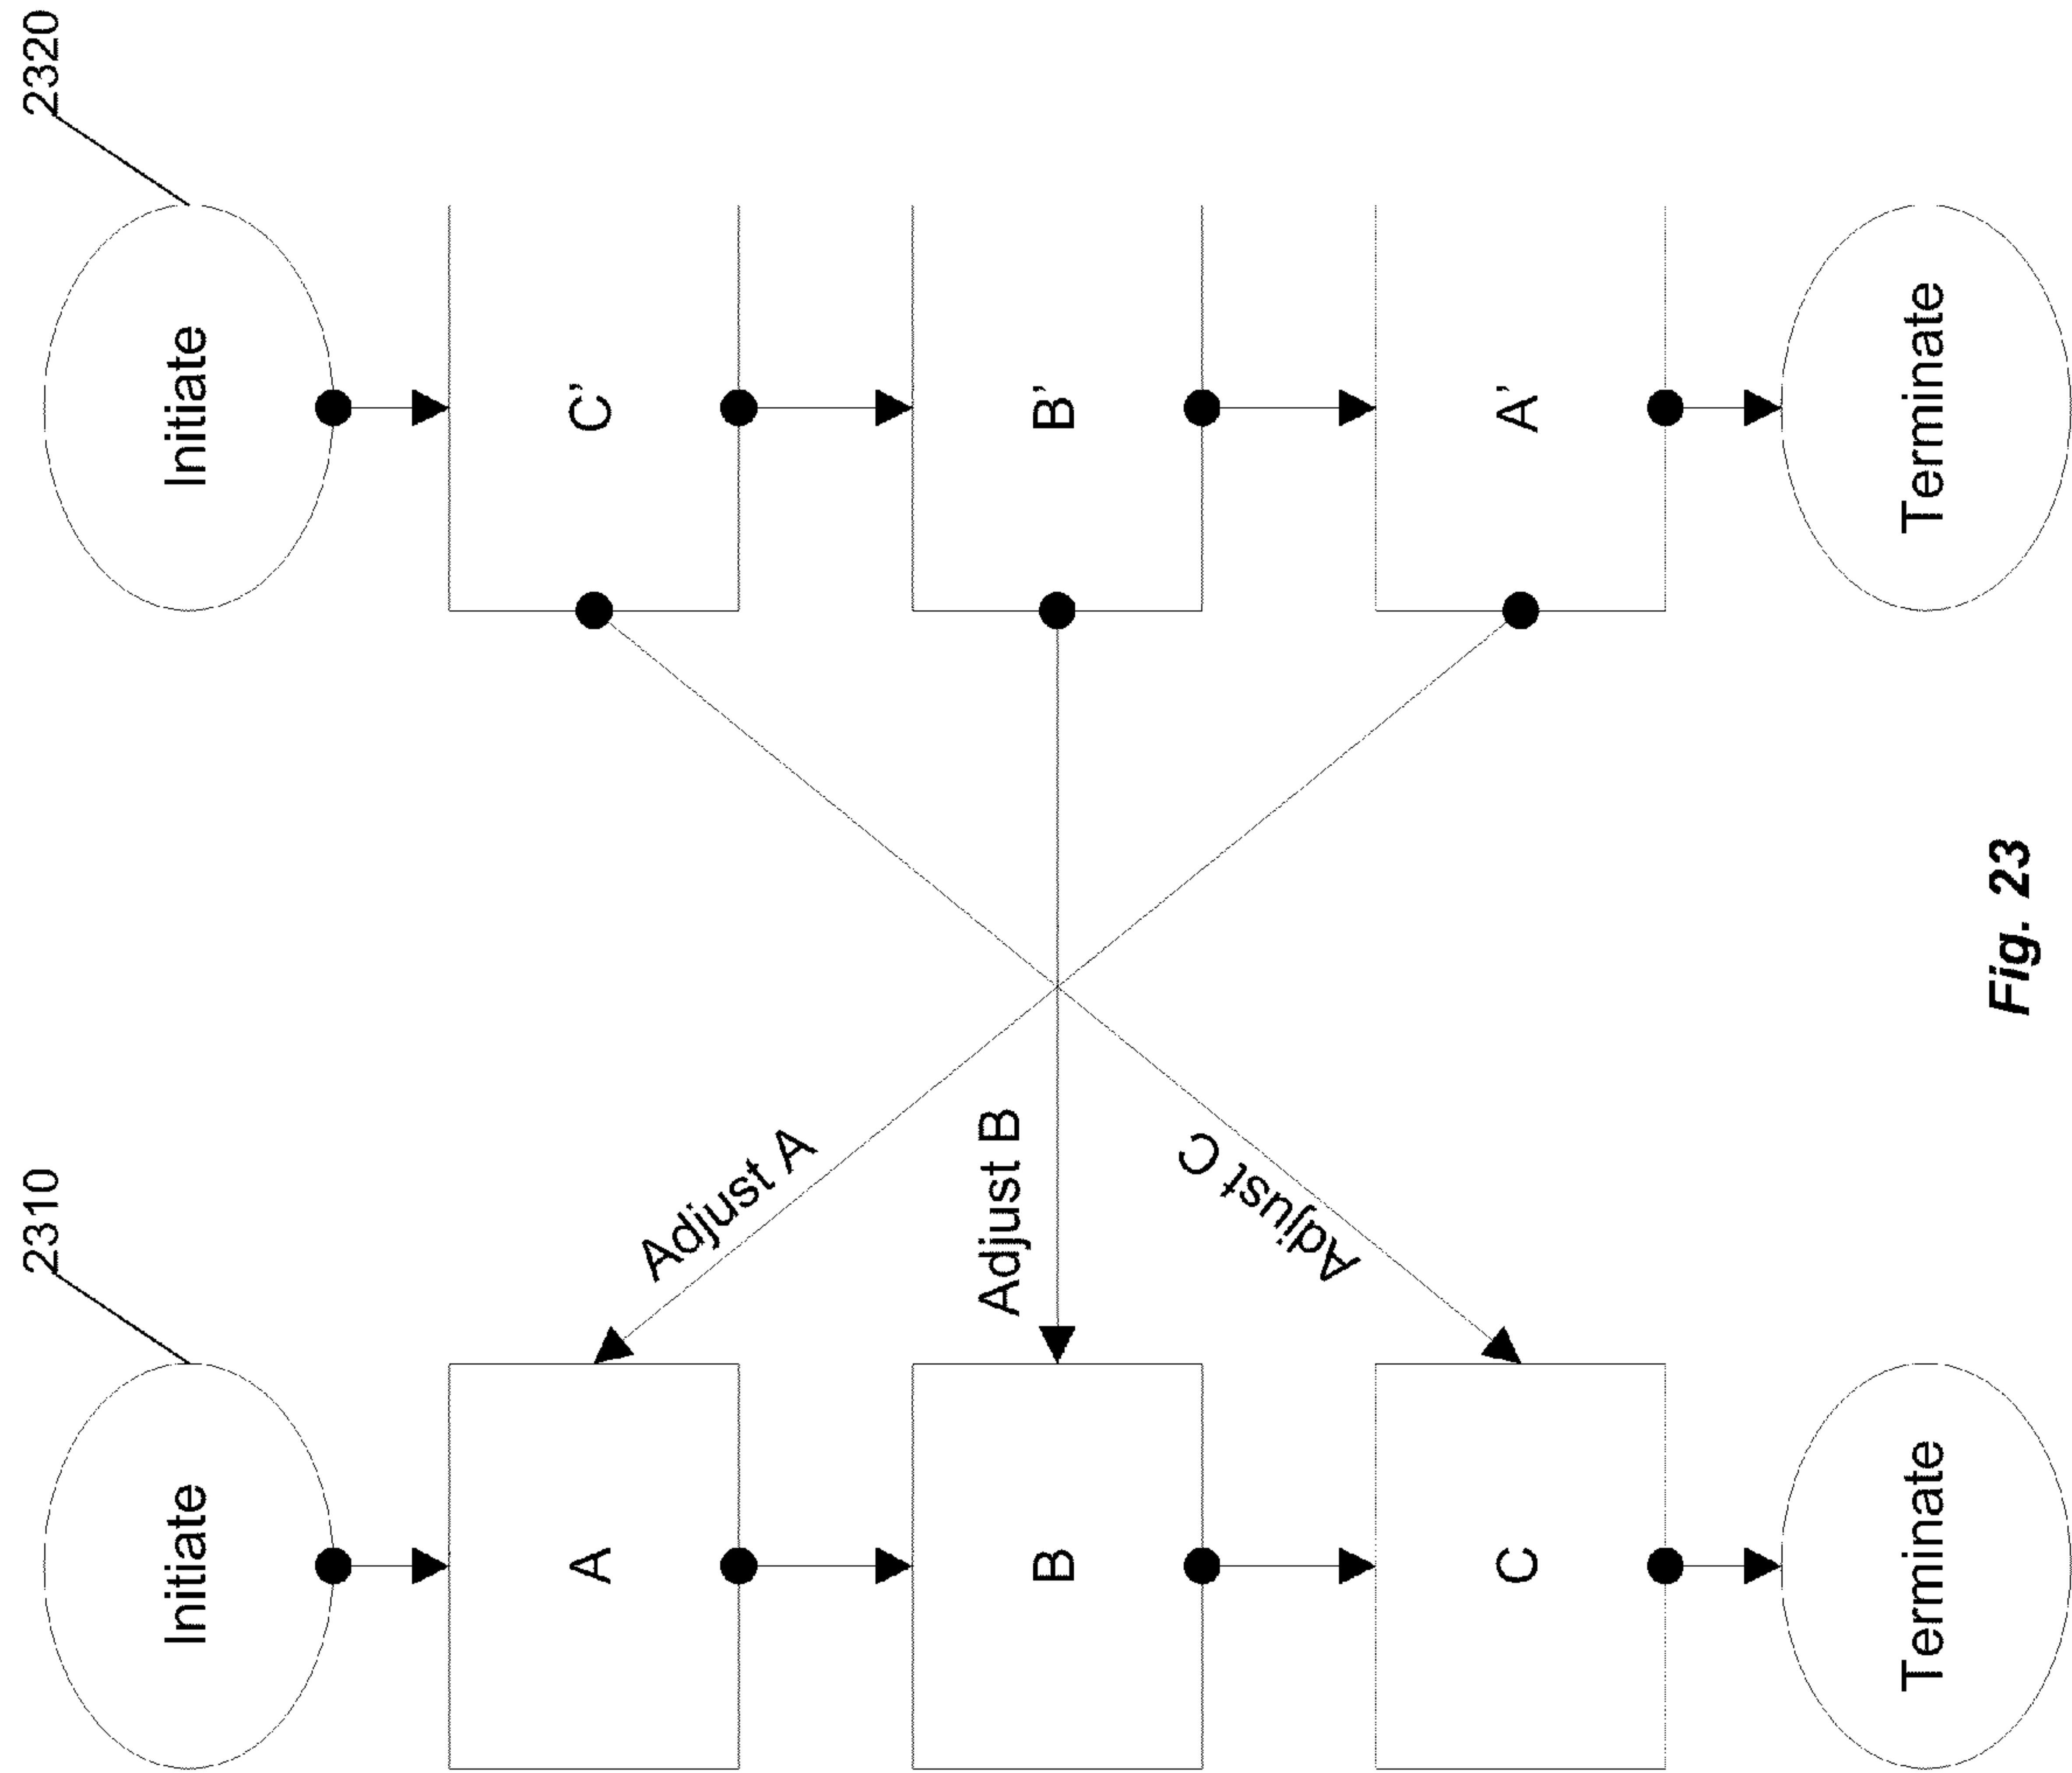 2310
Initiate
A
B
C
Terminate
Adjust A
Adjust B
Adjust C
2320
Initiate
C’
B’
A’
Terminate
Fig. 23